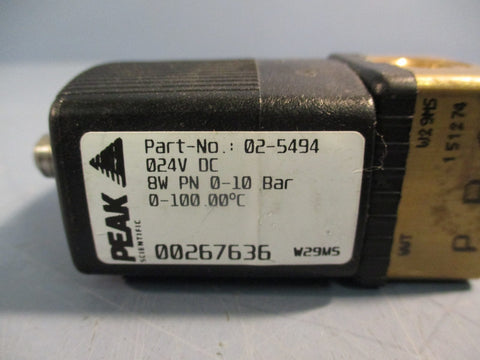 Part-No.: 02-5494
024V DC
8W PN 0-10 Bar
0-100.00°C
PEAK
SCIENTIFIC
00267636
W29MS
W29MS
151274